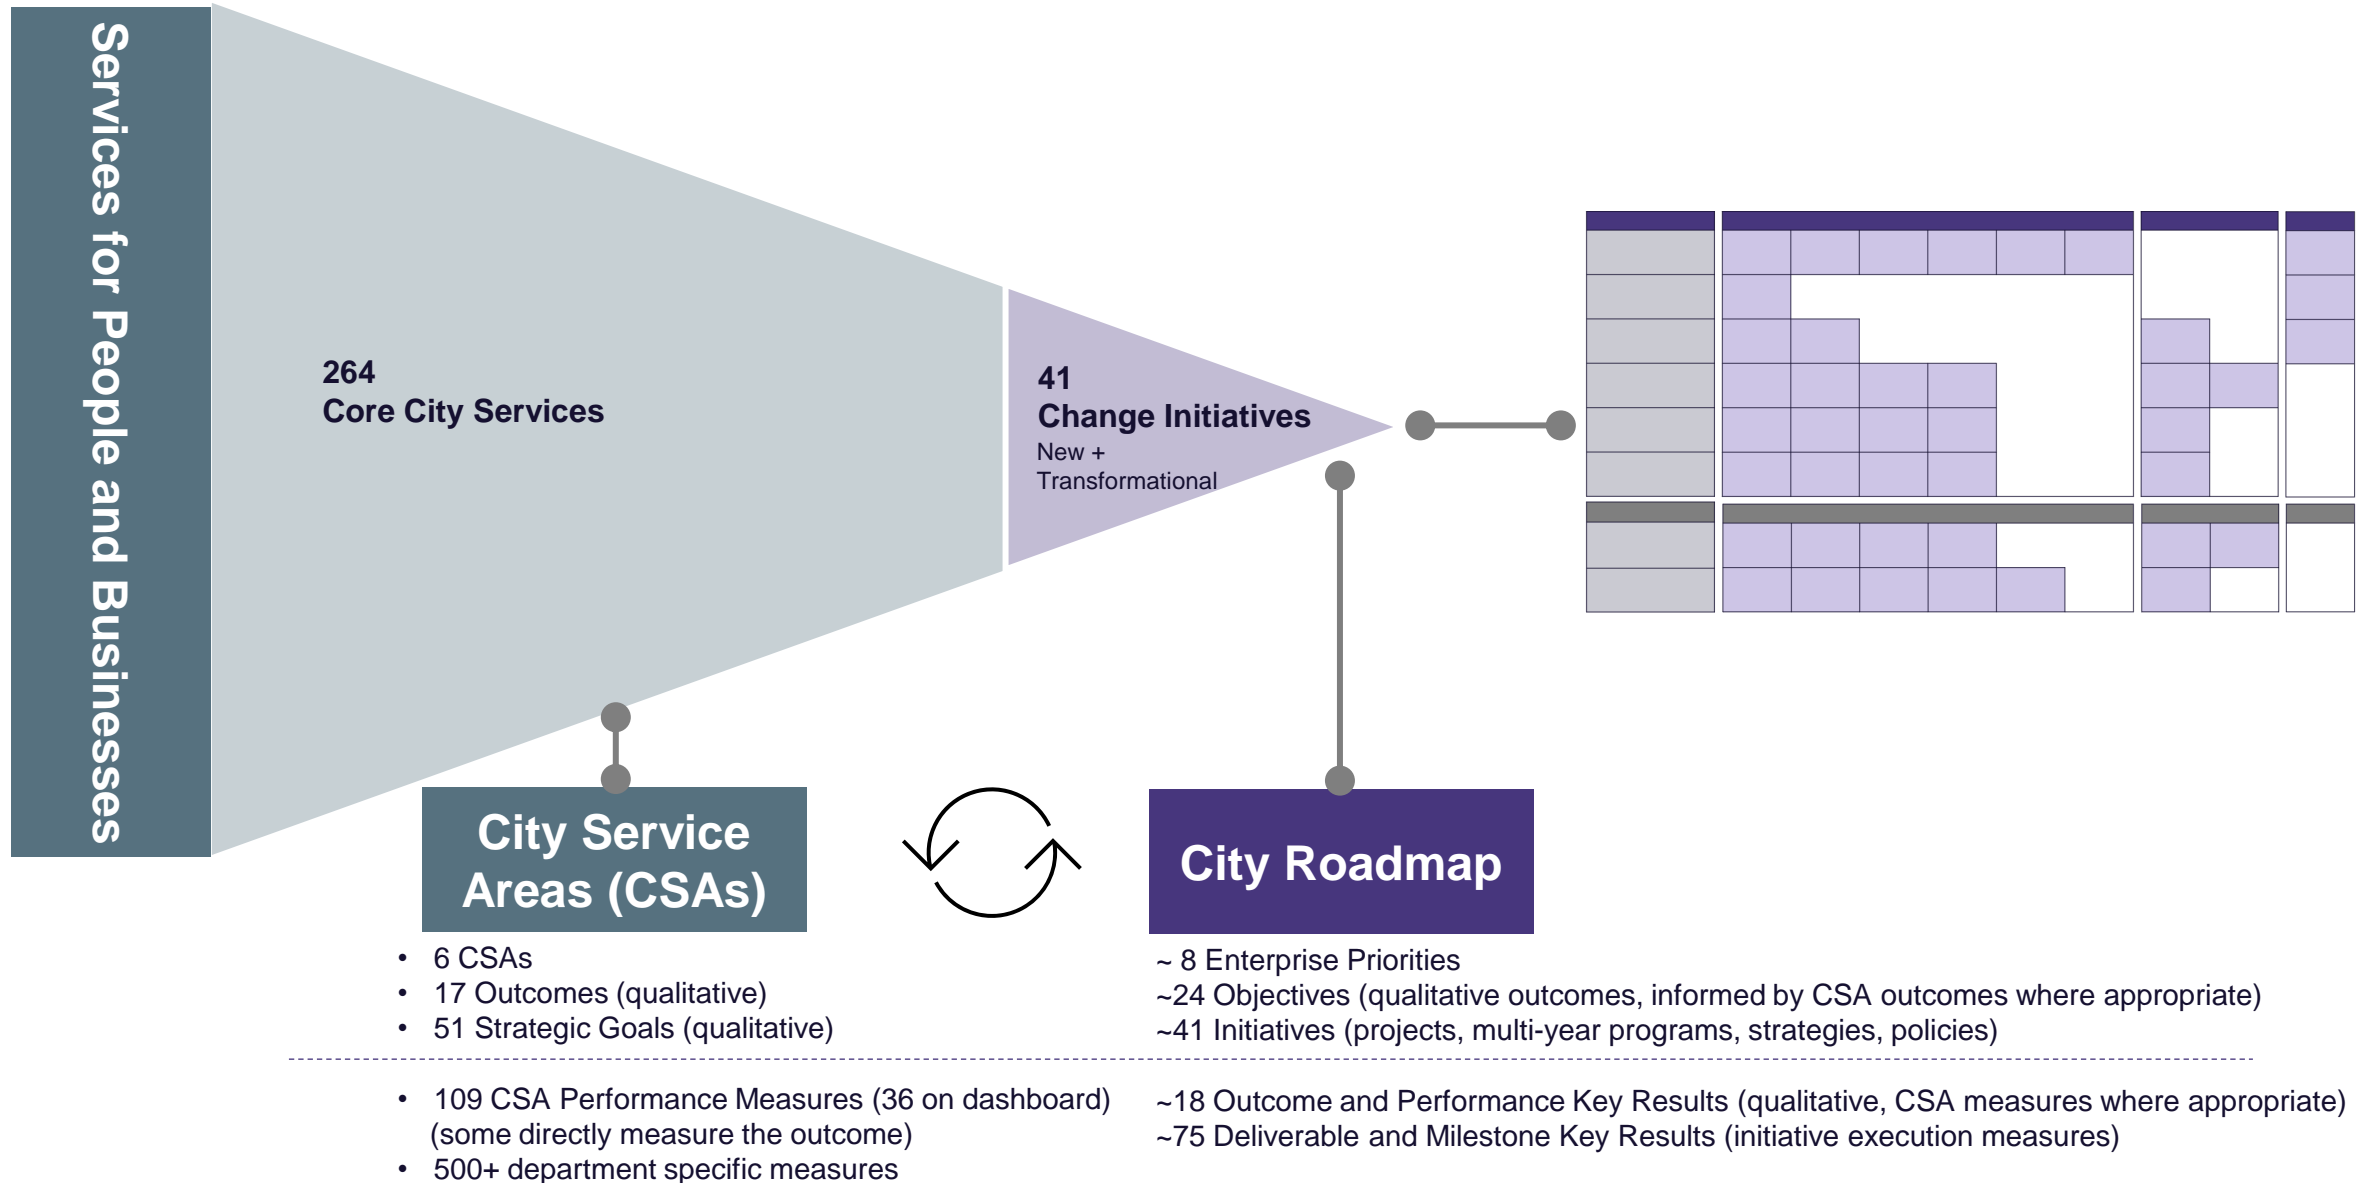 Services for People and Businesses
264
Core City Services
41
Change Initiatives
New +
Transformational
City Service
Areas (CSAs)
City Roadmap
• 6 CSAs
• 17 Outcomes (qualitative)
• 51 Strategic Goals (qualitative)
~ 8 Enterprise Priorities
~24 Objectives (qualitative outcomes, informed by CSA outcomes where appropriate)
~41 Initiatives (projects, multi-year programs, strategies, policies)
• 109 CSA Performance Measures (36 on dashboard)
(some directly measure the outcome)
• 500+ department specific measures
~18 Outcome and Performance Key Results (qualitative, CSA measures where appropriate)
~75 Deliverable and Milestone Key Results (initiative execution measures)